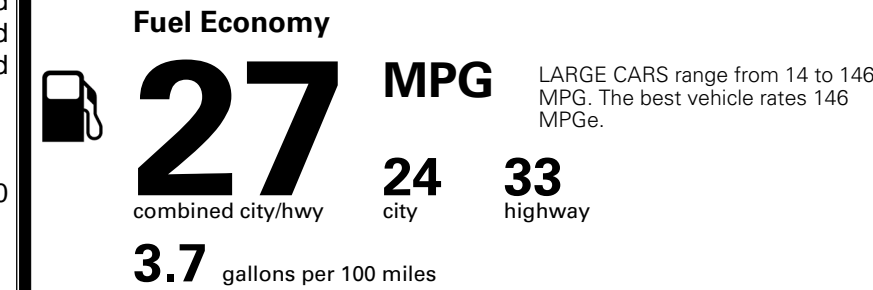 d
d
d
0
Fuel Economy
27
MPG
LARGE CARS range from 14 to 146
MPG. The best vehicle rates 146
MPGe.
24
33
combined city/hwy
city
highway
3.7 gallons per 100 miles